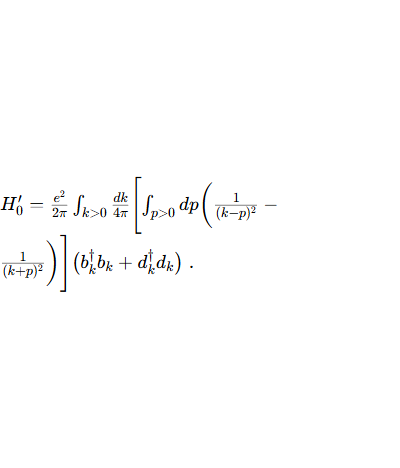 $H_0' = \frac{e^2}{2\pi} \int_{k>0} \frac{dk}{4\pi} \Bigg[ \int_{p>0} dp \Bigg( \frac{1}{(k-p)^2} -$
$\frac{1}{(k+p)^2} \Bigg) \Bigg] \left( b_k^\dagger b_k + d_k^\dagger d_k \right) \, .$